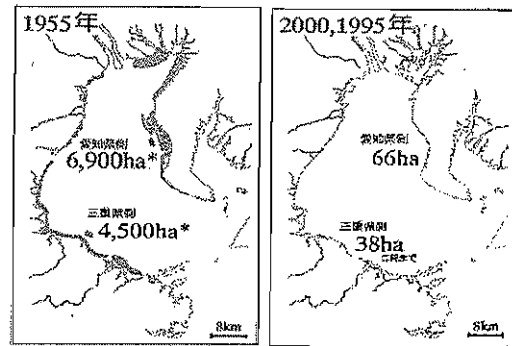 1955年
愛知県側
6,900ha*
三重県側
4,500ha*
8km
2000,1995年
愛知県側
66ha
三重県側
38ha
8km